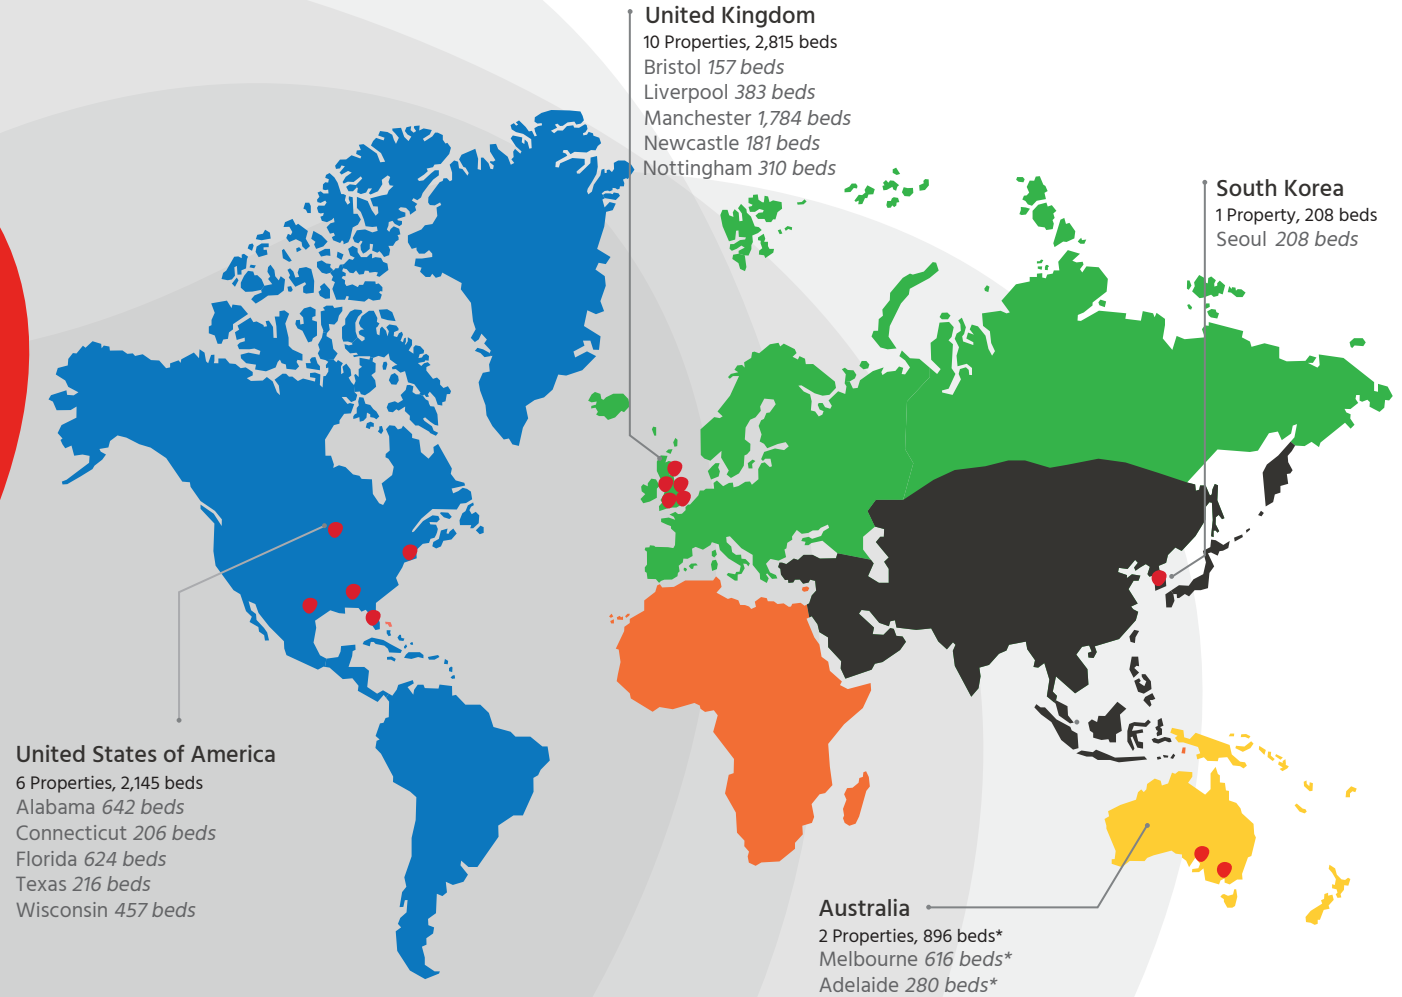 United Kingdom
10 Properties, 2,815 beds
Bristol 157 beds
Liverpool 383 beds
Manchester 1,784 beds
Newcastle 181 beds
Nottingham 310 beds
South Korea
1 Property, 208 beds
Seoul 208 beds
United States of America
6 Properties, 2,145 beds
Alabama 642 beds
Connecticut 206 beds
Florida 624 beds
Texas 216 beds
Wisconsin 457 beds
Australia
2 Properties, 896 beds*
Melbourne 616 beds*
Adelaide 280 beds*